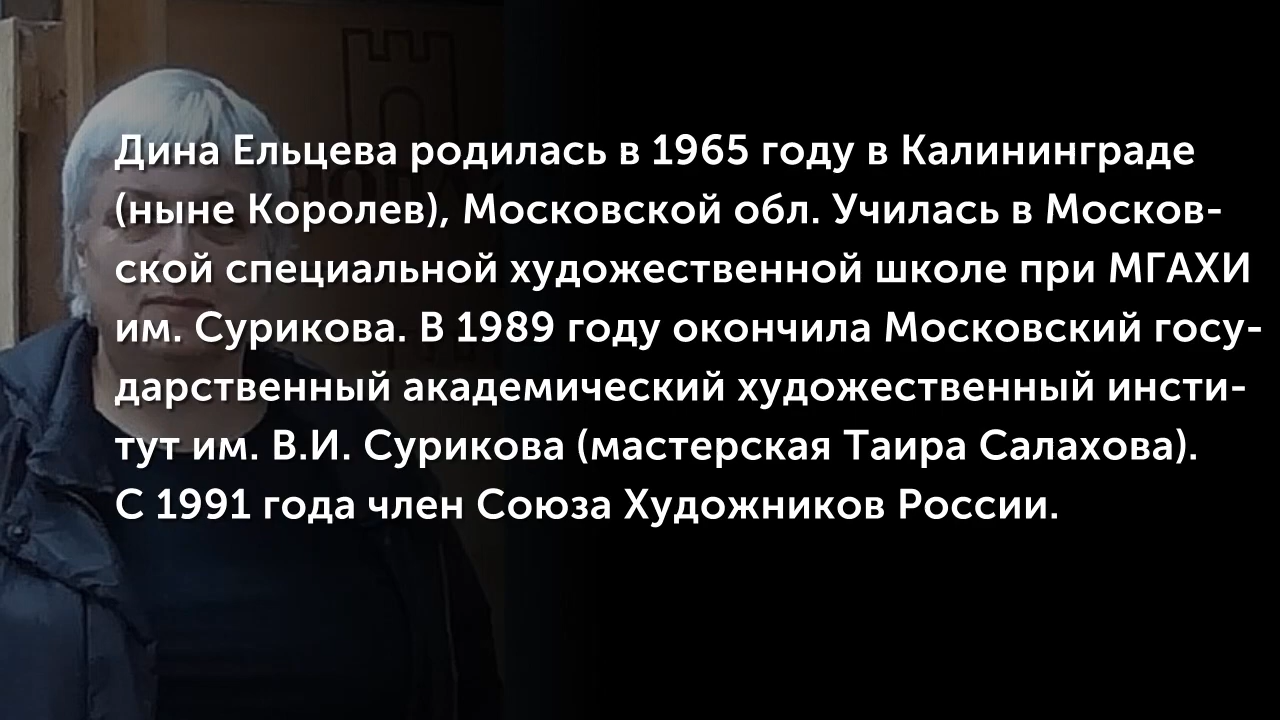 Дина Ельцева родилась в 1965 году в Калининграде
(ныне Королев), Московской обл. Училась в Москов-
ской специальной художественной школе при МГАХИ
им. Сурикова. В 1989 году окончила Московский госу-
дарственный академический художественный инсти-
тут им. В.И. Сурикова (мастерская Таира Салахова).
С 1991 года член Союза Художников России.